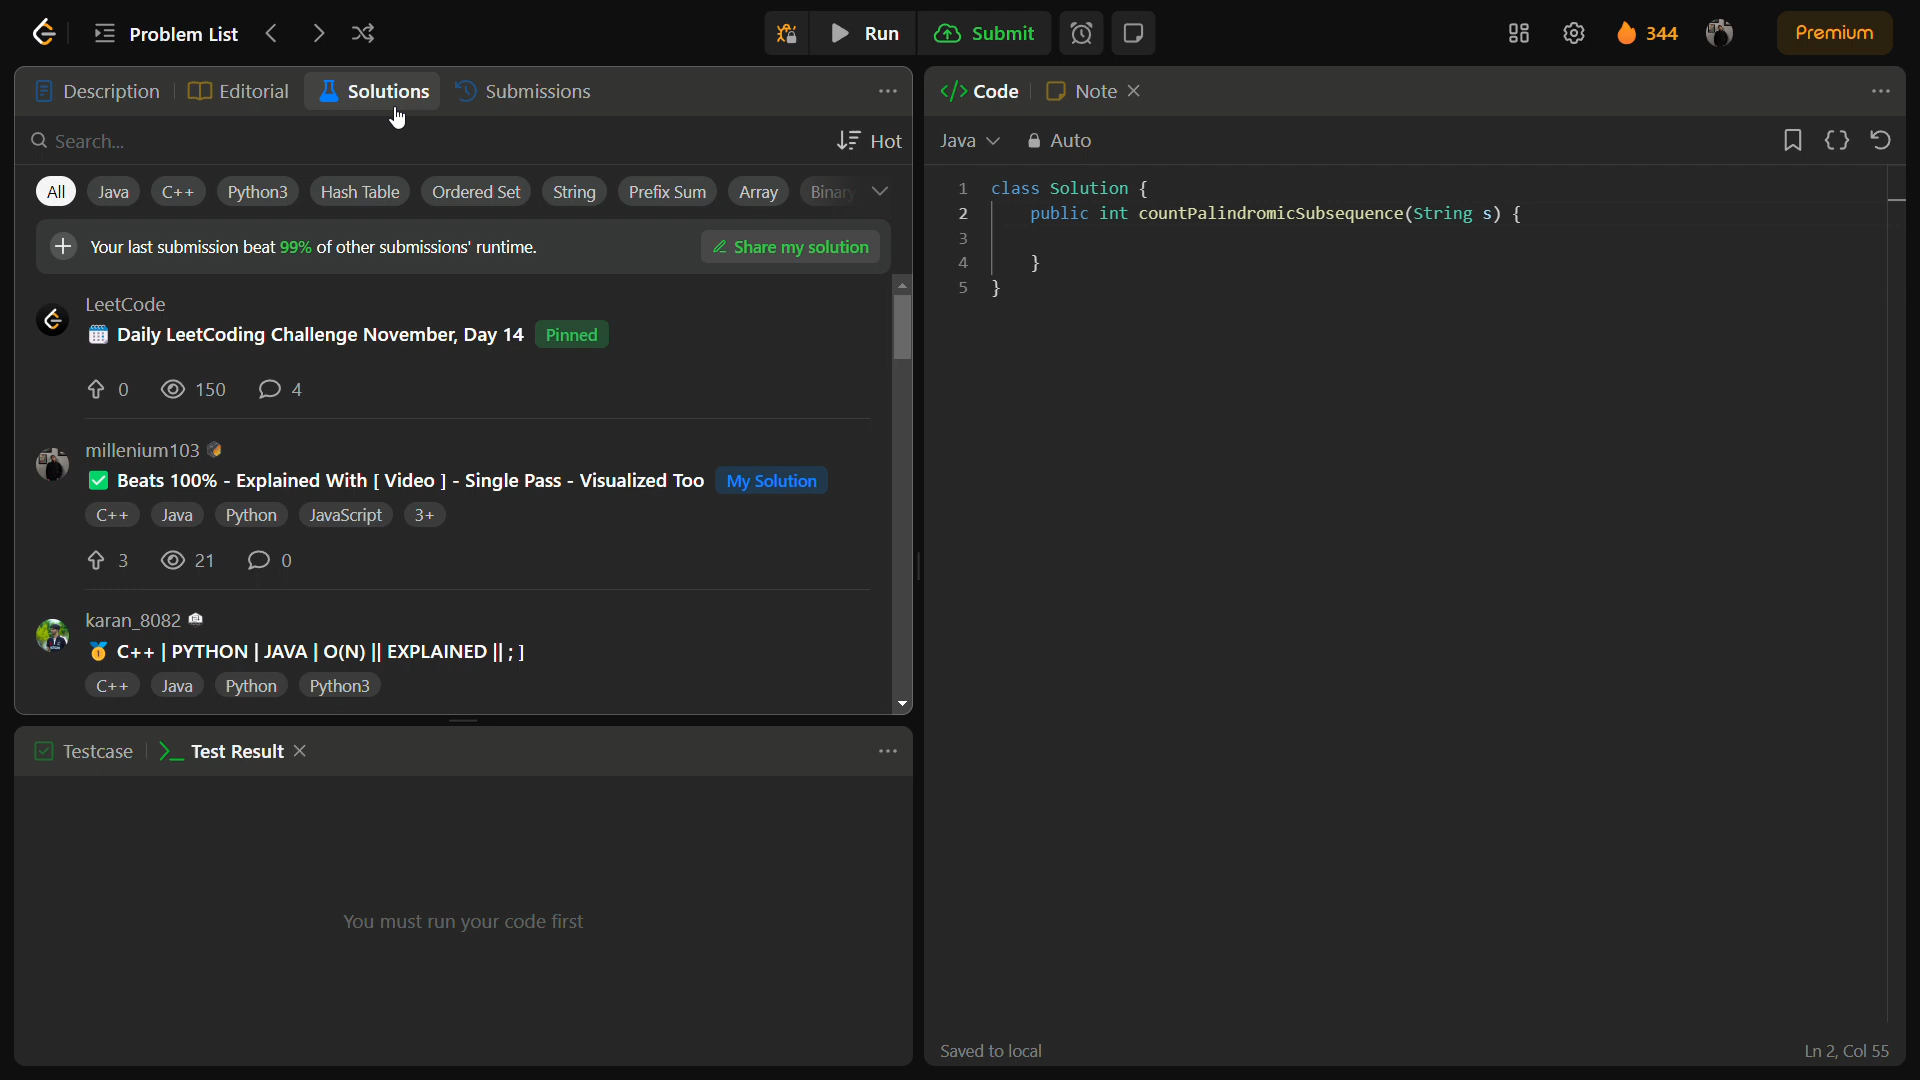 Problem List
Run
Submit
344
Premium
Description
Editorial
Solutions
Submissions
Search...
Hot
All
Java
C++
Python3
Hash Table
Ordered Set
String
Prefix Sum
Array
Binary
Your last submission beat 99% of other submissions' runtime.
Share my solution
LeetCode
Daily LeetCoding Challenge November, Day 14
Pinned
0
150
4
millenium103
Beats 100% - Explained With [ Video ] - Single Pass - Visualized Too
My Solution
C++
Java
Python
JavaScript
3+
3
21
0
karan_8082
C++ | PYTHON | JAVA | O(N) || EXPLAINED || ; ]
C++
Java
Python
Python3
Testcase
Test Result
You must run your code first
</> Code
Note
Java
Auto
1 class Solution {
2 public int countPalindromicSubsequence(String s) {
3
4 }
5 }
Saved to local
Ln 2, Col 55